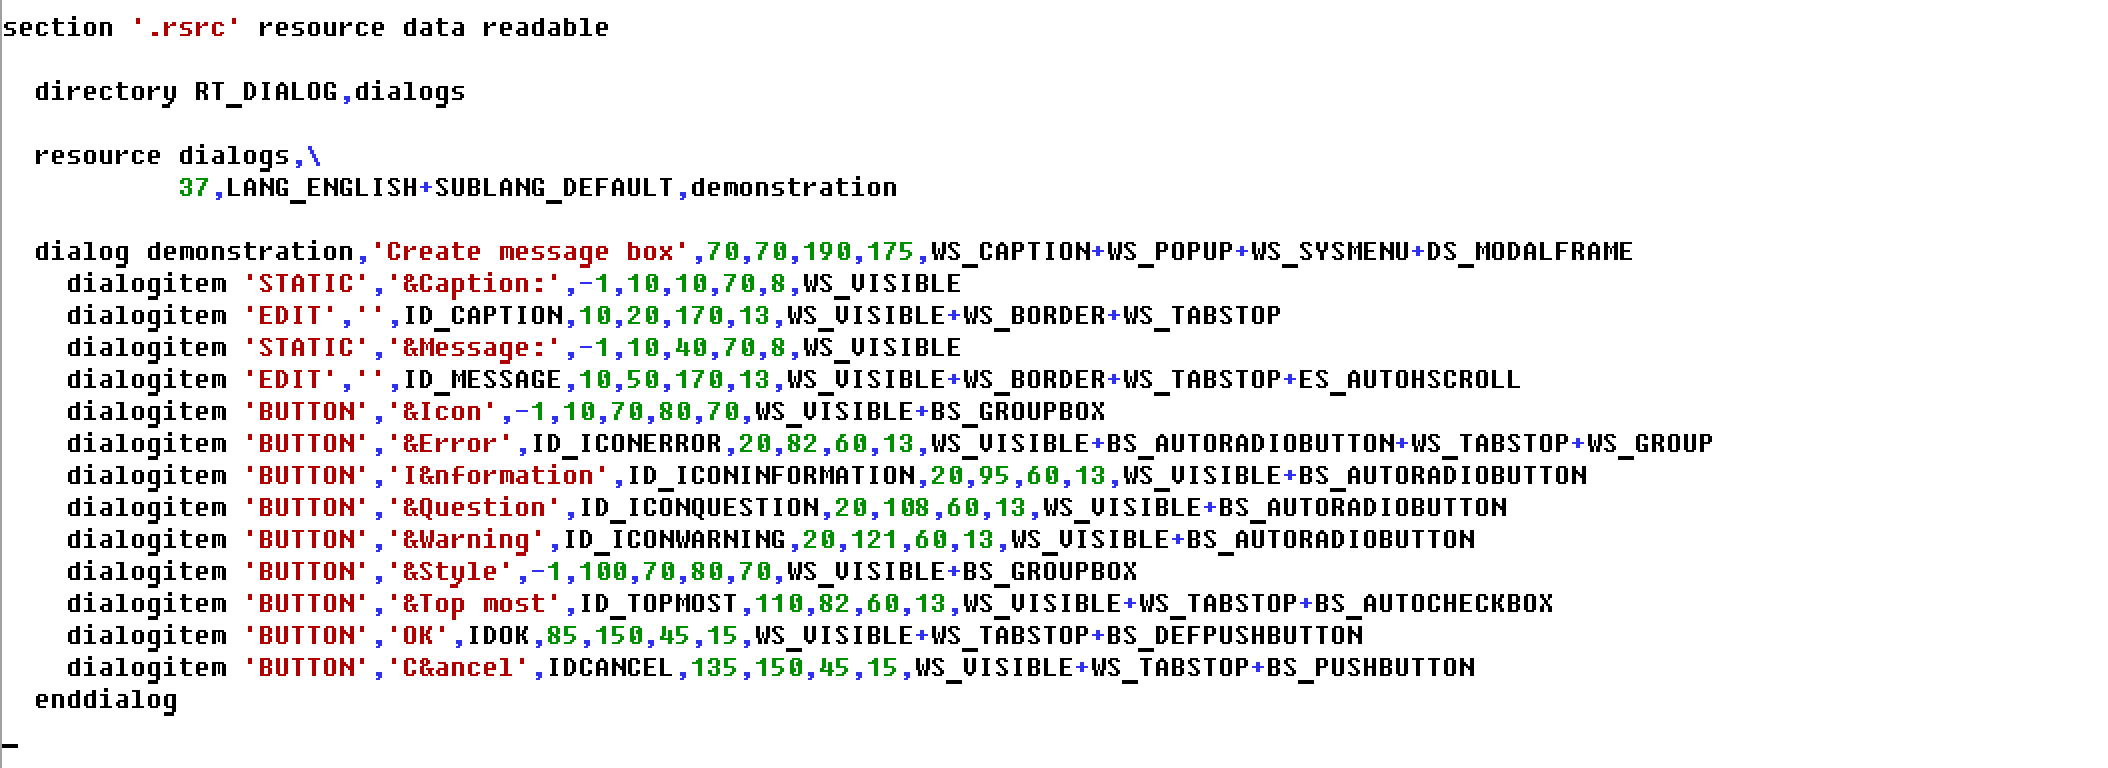 section '.rsrc' resource data readable
directory RT_DIALOG,dialogs
resource dialogs,\
37,LANG_ENGLISH+SUBLANG_DEFAULT,demonstration
dialog demonstration,'Create message box',70,70,190,175,WS_CAPTION+WS_POPUP+WS_SYSMENU+DS_MODALFRAME
dialogitem 'STATIC','&Caption:',-1,10,10,70,8,WS_VISIBLE
dialogitem 'EDIT','',ID_CAPTION,10,20,170,13,WS_VISIBLE+WS_BORDER+WS_TABSTOP
dialogitem 'STATIC','&Message:',-1,10,40,70,8,WS_VISIBLE
dialogitem 'EDIT','',ID_MESSAGE,10,50,170,13,WS_VISIBLE+WS_BORDER+WS_TABSTOP+ES_AUTOHSCROLL
dialogitem 'BUTTON','&Icon',-1,10,70,80,70,WS_VISIBLE+BS_GROUPBOX
dialogitem 'BUTTON','&Error',ID_ICONERROR,20,82,60,13,WS_VISIBLE+BS_AUTORADIOBUTTON+WS_TABSTOP+WS_GROUP
dialogitem 'BUTTON','I&nformation',ID_ICONINFORMATION,20,95,60,13,WS_VISIBLE+BS_AUTORADIOBUTTON
dialogitem 'BUTTON','&Question',ID_ICONQUESTION,20,108,60,13,WS_VISIBLE+BS_AUTORADIOBUTTON
dialogitem 'BUTTON','&Warning',ID_ICONWARNING,20,121,60,13,WS_VISIBLE+BS_AUTORADIOBUTTON
dialogitem 'BUTTON','&Style',-1,100,70,80,70,WS_VISIBLE+BS_GROUPBOX
dialogitem 'BUTTON','&Top most',ID_TOPMOST,110,82,60,13,WS_VISIBLE+WS_TABSTOP+BS_AUTOCHECKBOX
dialogitem 'BUTTON','OK',IDOK,85,150,45,15,WS_VISIBLE+WS_TABSTOP+BS_DEFPUSHBUTTON
dialogitem 'BUTTON','C&ancel',IDCANCEL,135,150,45,15,WS_VISIBLE+WS_TABSTOP+BS_PUSHBUTTON
enddialog